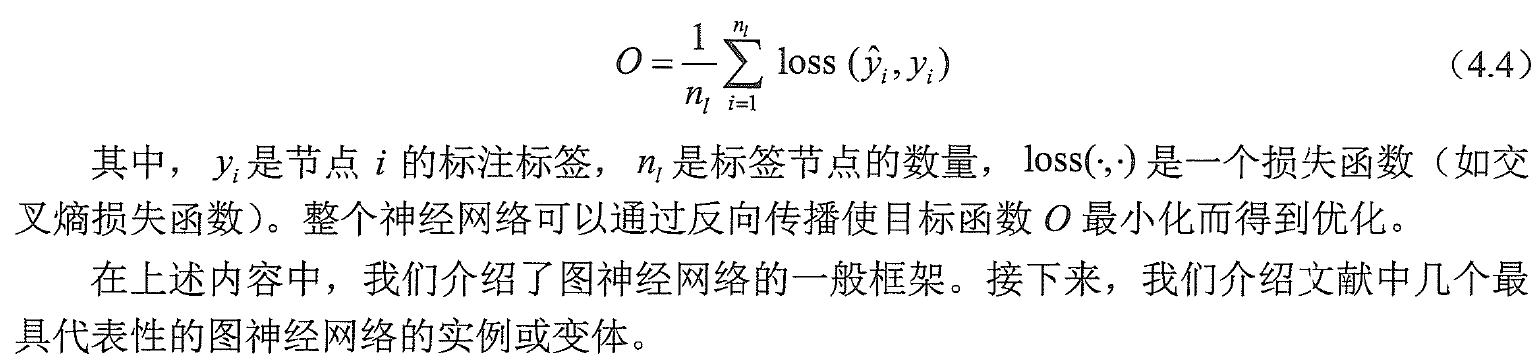 $O = \frac{1}{n_l} \sum_{i=1}^{n_l} \text{loss}\ (\hat{y}_i, y_i)$ （4.4）
其中，$y_i$是节点 $i$ 的标注标签，$n_l$是标签节点的数量，loss(·,·)是一个损失函数（如交
叉熵损失函数）。整个神经网络可以通过反向传播使目标函数 $O$ 最小化而得到优化。
在上述内容中，我们介绍了图神经网络的一般框架。接下来，我们介绍文献中几个最
具代表性的图神经网络的实例或变体。